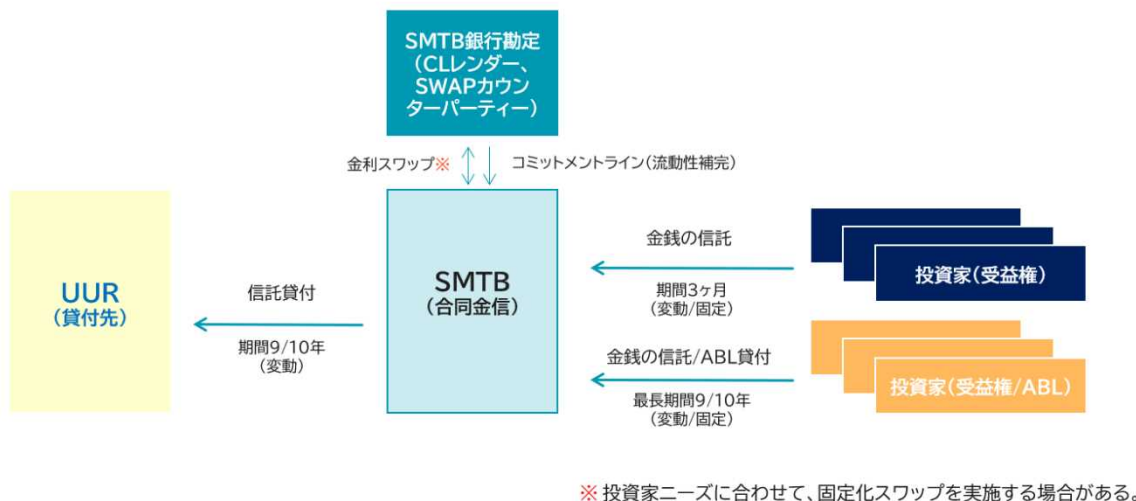 SMTB銀行勘定
(CLレンダー、
SWAPカウン
ターパーティー)
金利スワップ※
コミットメントライン(流動性補完)
UUR
(貸付先)
信託貸付
期間9/10年
(変動)
SMTB
(合同金信)
金銭の信託
期間3ヶ月
(変動/固定)
投資家(受益権)
金銭の信託/ABL貸付
最長期間9/10年
(変動/固定)
投資家(受益権/ABL)
※ 投資家ニーズに合わせて、固定化スワップを実施する場合がある。